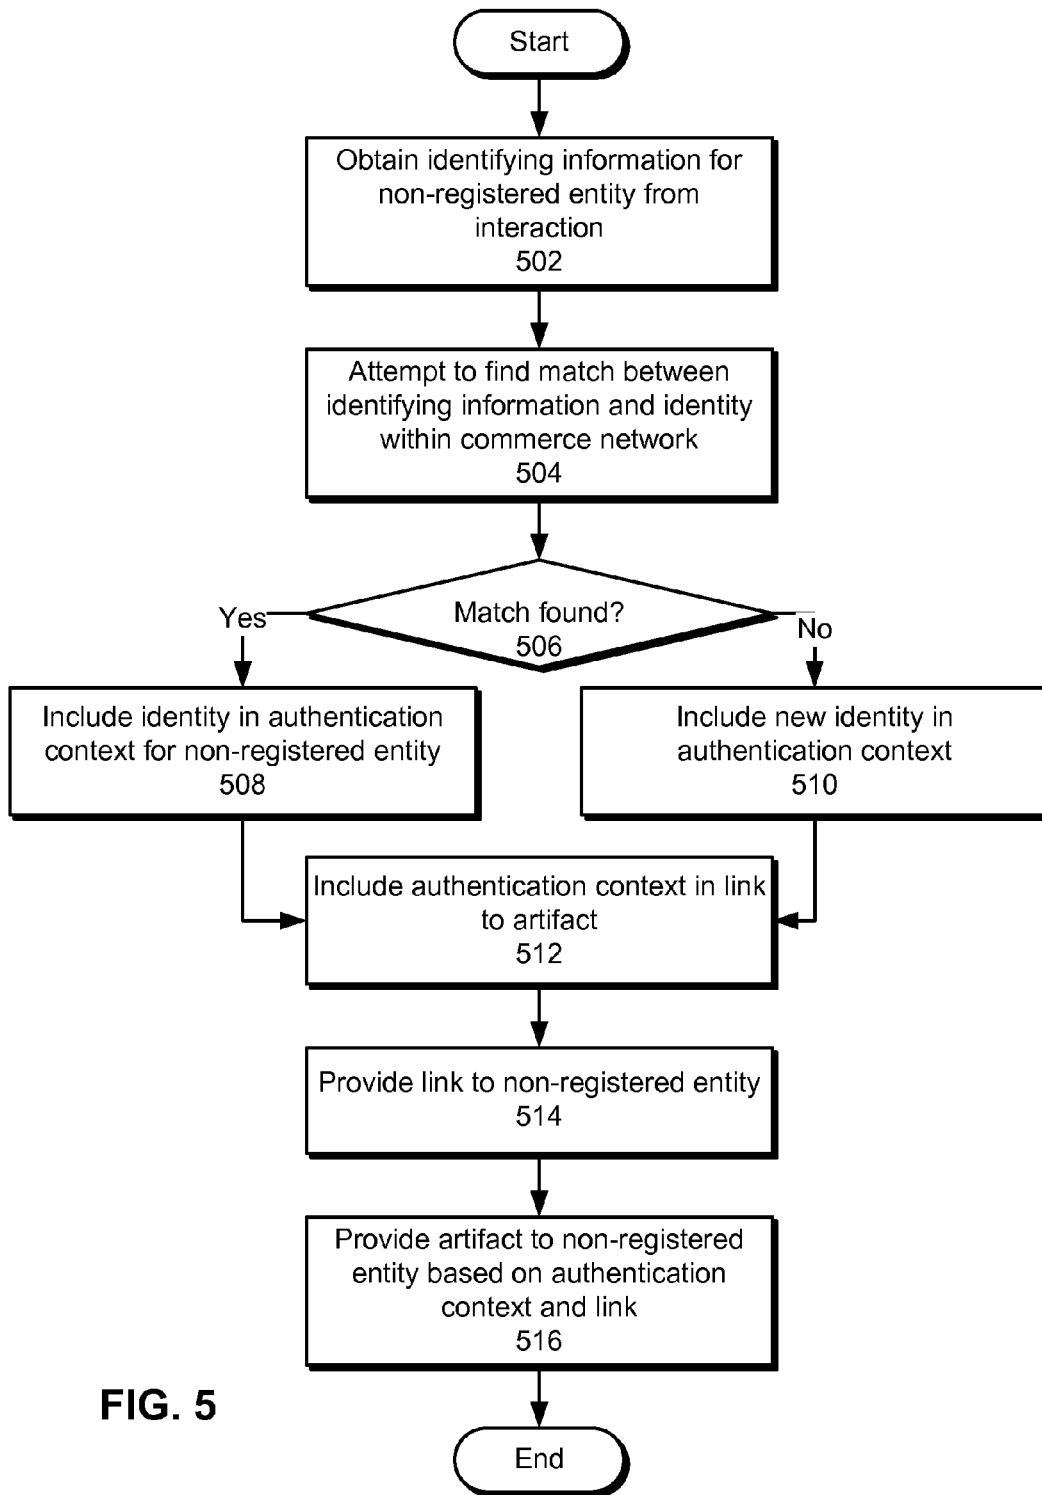 Start
Obtain identifying information for
non-registered entity from
interaction
502
Attempt to find match between
identifying information and identity
within commerce network
504
Match found?
506
Yes
No
Include identity in authentication
context for non-registered entity
508
Include new identity in
authentication context
510
Include authentication context in link
to artifact
512
Provide link to non-registered entity
514
Provide artifact to non-registered
entity based on authentication
context and link
516
FIG. 5
End